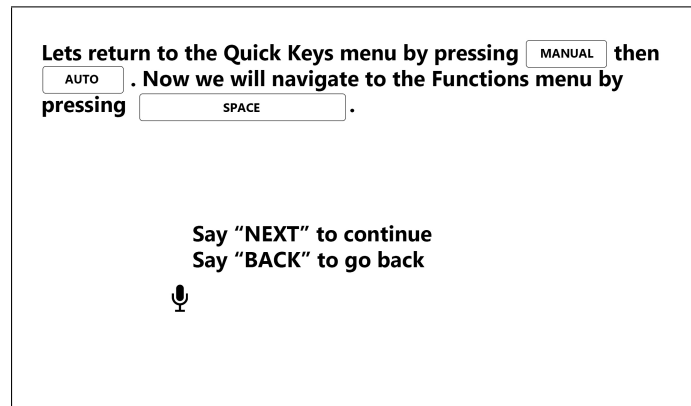 Lets return to the Quick Keys menu by pressing MANUAL then
AUTO . Now we will navigate to the Functions menu by
pressing SPACE .
Say “NEXT” to continue
Say “BACK” to go back